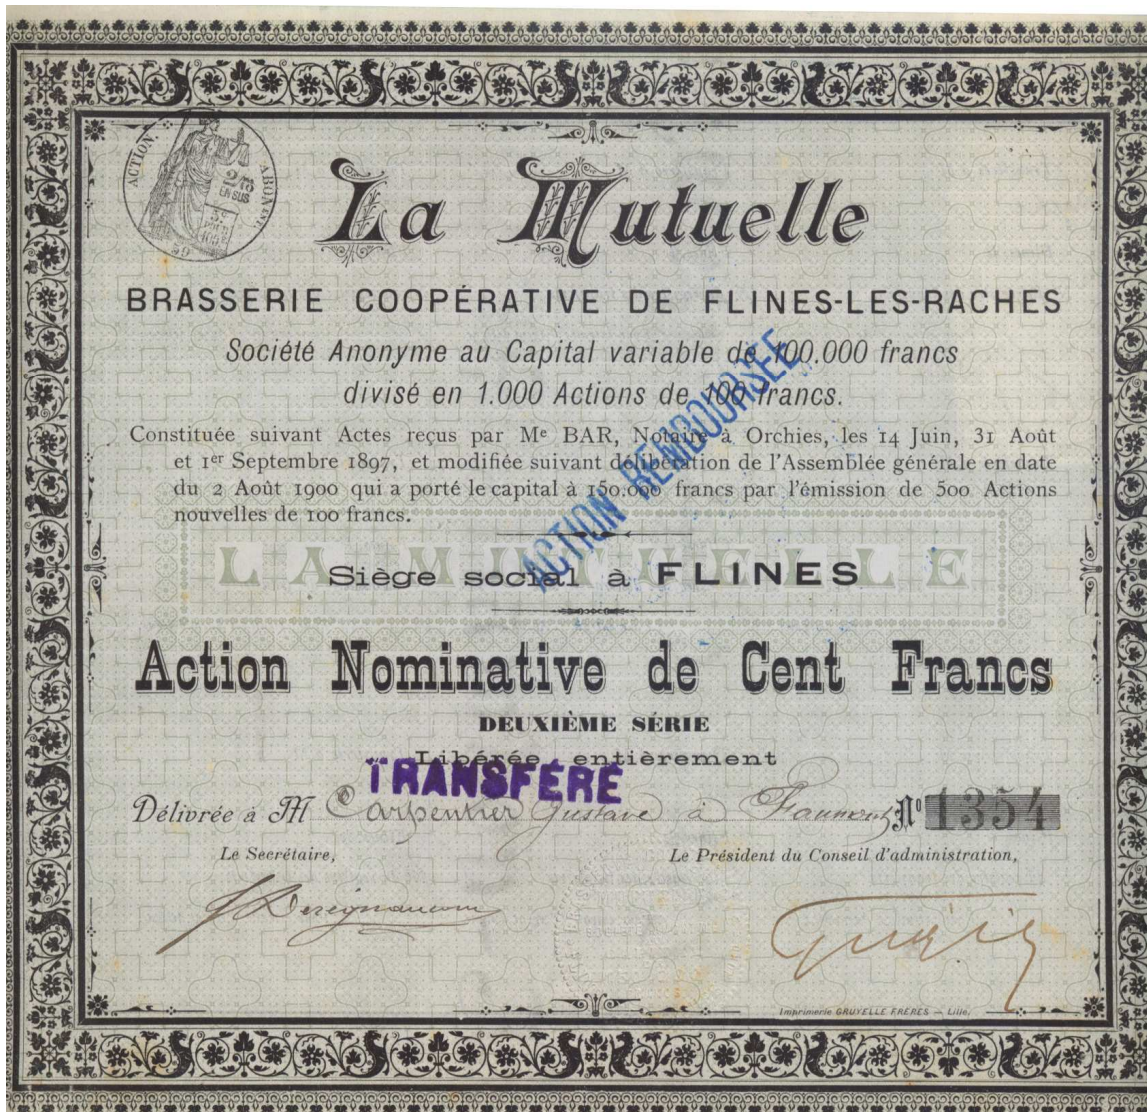 ACTION. ABONNT.
2/10
EN SUS
La Mutuelle
BRASSERIE COOPÉRATIVE DE FLINES-LES-RACHES
Société Anonyme au Capital variable de 100.000 francs
divisé en 1.000 Actions de 100 francs.
Constituée suivant Actes reçus par Me BAR, Notaire à Orchies, les 14 Juin, 31 Août
et 1er Septembre 1897, et modifiée suivant délibération de l'Assemblée générale en date
du 2 Août 1900 qui a porté le capital à 150.000 francs par l'émission de 500 Actions
nouvelles de 100 francs.
ACTION REMBOURSÉE
LA MUTUELLE
Siège social à FLINES
Action Nominative de Cent Francs
DEUXIÈME SÉRIE
Libérée entièrement
TRANSFÉRÉ
Délivrée à M Carpentier Gustave à Faumont No 1354
Le Secrétaire, Le Président du Conseil d'administration,
Imprimerie GRUYELLE FRÈRES – Lille.